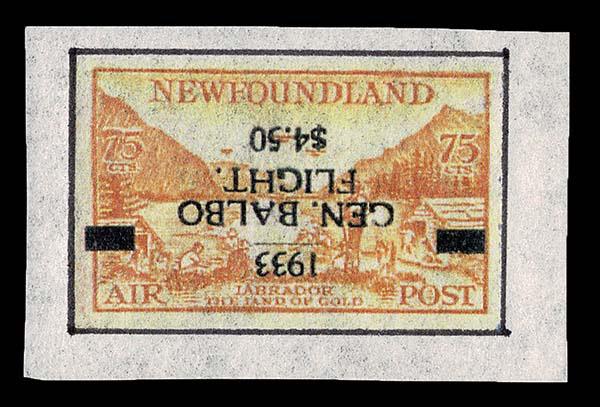 NEWFOUNDLAND
75 CTS. 75 CTS.
$4.50
FLIGHT.
GEN. BALBO
1933
AIR LABRADOR POST
THE LAND OF GOLD